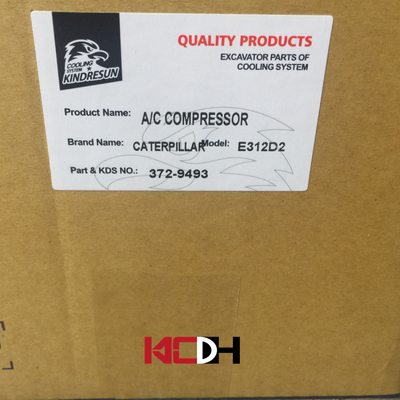 COOLING
SYSTEM
KINDRESUN
QUALITY PRODUCTS
EXCAVATOR PARTS OF
COOLING SYSTEM
Product Name: A/C COMPRESSOR
Brand Name: CATERPILLAR Model: E312D2
Part & KDS NO.: 372-9493
KCDH